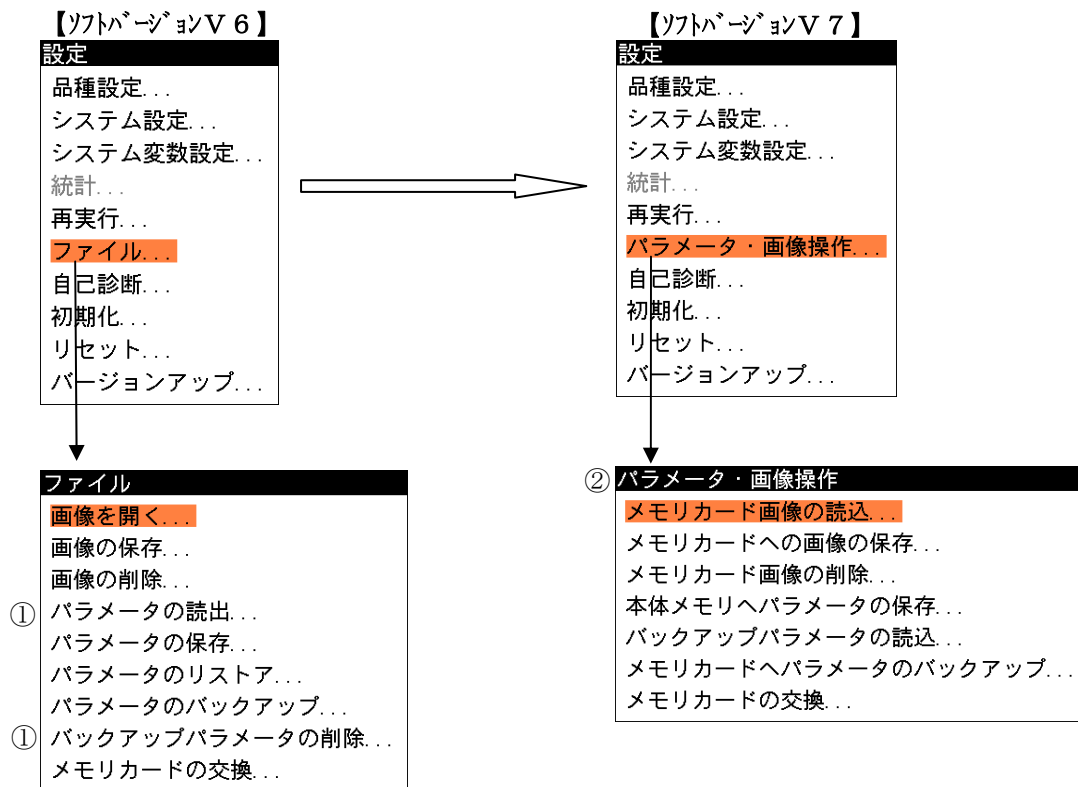 【ｿﾌﾄﾊﾞｰｼﾞｮﾝＶ６】
設定
品種設定...
システム設定...
システム変数設定...
統計...
再実行...
ファイル...
自己診断...
初期化...
リセット...
バージョンアップ...
【ｿﾌﾄﾊﾞｰｼﾞｮﾝＶ７】
設定
品種設定...
システム設定...
システム変数設定...
統計...
再実行...
パラメータ・画像操作...
自己診断...
初期化...
リセット...
バージョンアップ...
ファイル
画像を開く...
画像の保存...
画像の削除...
① パラメータの読出...
パラメータの保存...
パラメータのリストア...
パラメータのバックアップ...
① バックアップパラメータの削除...
メモリカードの交換...
② パラメータ・画像操作
メモリカード画像の読込...
メモリカードへの画像の保存...
メモリカード画像の削除...
本体メモリへパラメータの保存...
バックアップパラメータの読込...
メモリカードへパラメータのバックアップ...
メモリカードの交換...